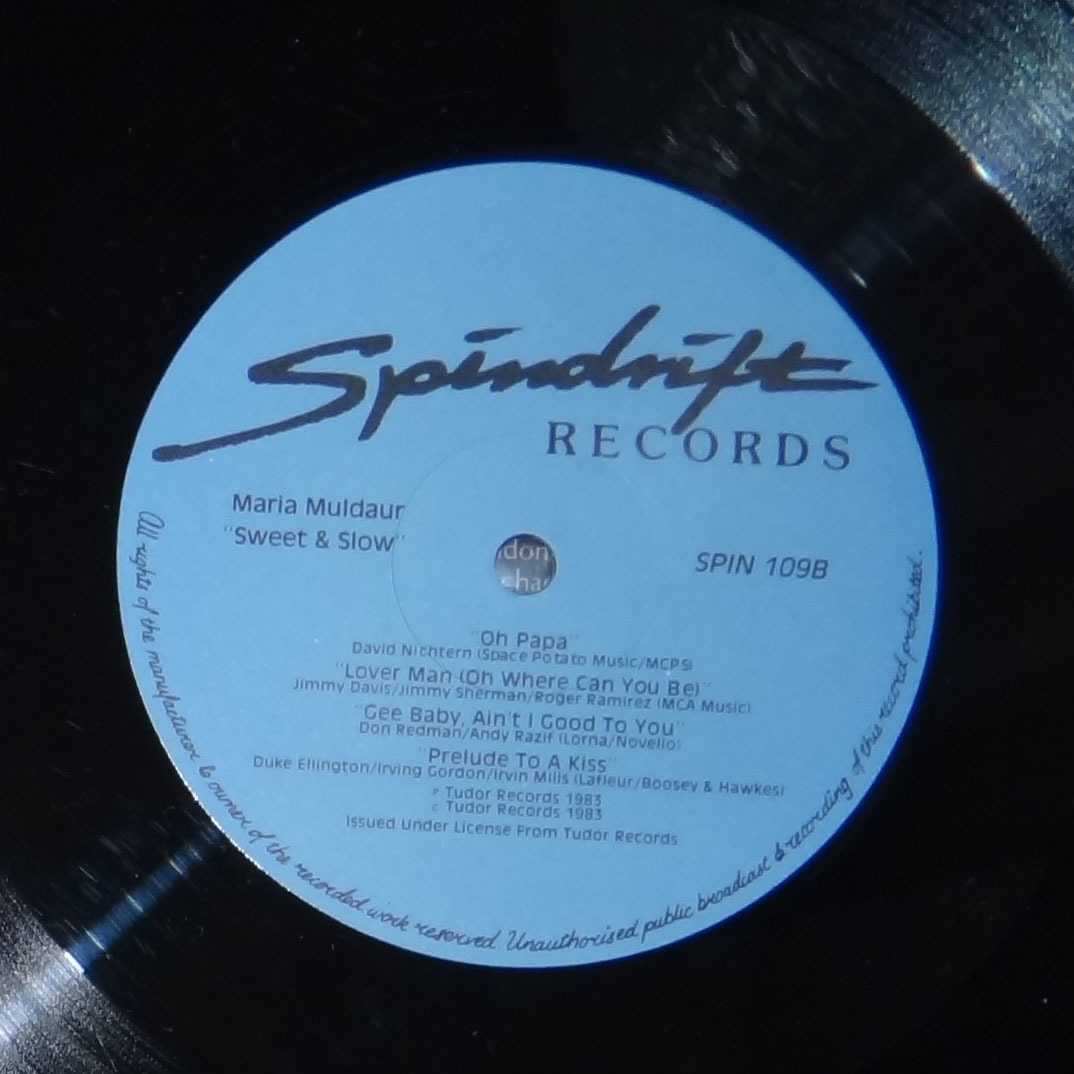 Spindrift
RECORDS
Maria Muldaur
"Sweet & Slow"
SPIN 109B
don
cha
"Oh Papa"
David Nichtern (Space Potato Music/MCPS)
"Lover Man (Oh Where Can You Be)"
Jimmy Davis/Jimmy Sherman/Roger Ramirez (MCA Music)
"Gee Baby, Ain't I Good To You"
Don Redman/Andy Razif (Lorna/Novello)
"Prelude To A Kiss"
Duke Ellington/Irving Gordon/Irvin Mills (Lafleur/Boosey & Hawkes)
℗ Tudor Records 1983
© Tudor Records 1983
Issued Under License From Tudor Records
All rights of the manufacturer & owner of the recorded work reserved. Unauthorised public broadcast & recording of this record prohibited.